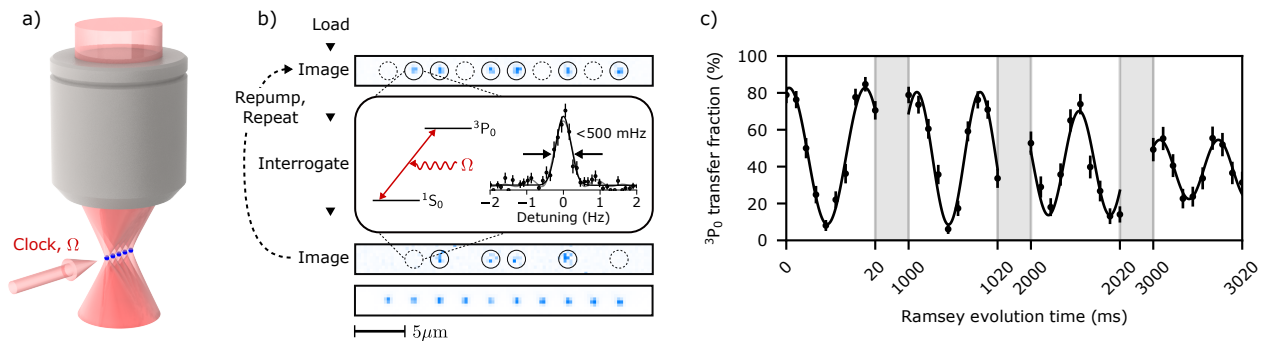 a)
Clock, Ω
b)
Load
Image
Repump,
Repeat
Interrogate
³P₀
Ω
¹S₀
<500 mHz
−2 −1 0 1 2
Detuning (Hz)
Image
5μm
c)
³P₀ transfer fraction (%)
100
80
60
40
20
0
0 20 1000 1020 2000 2020 3000 3020
Ramsey evolution time (ms)